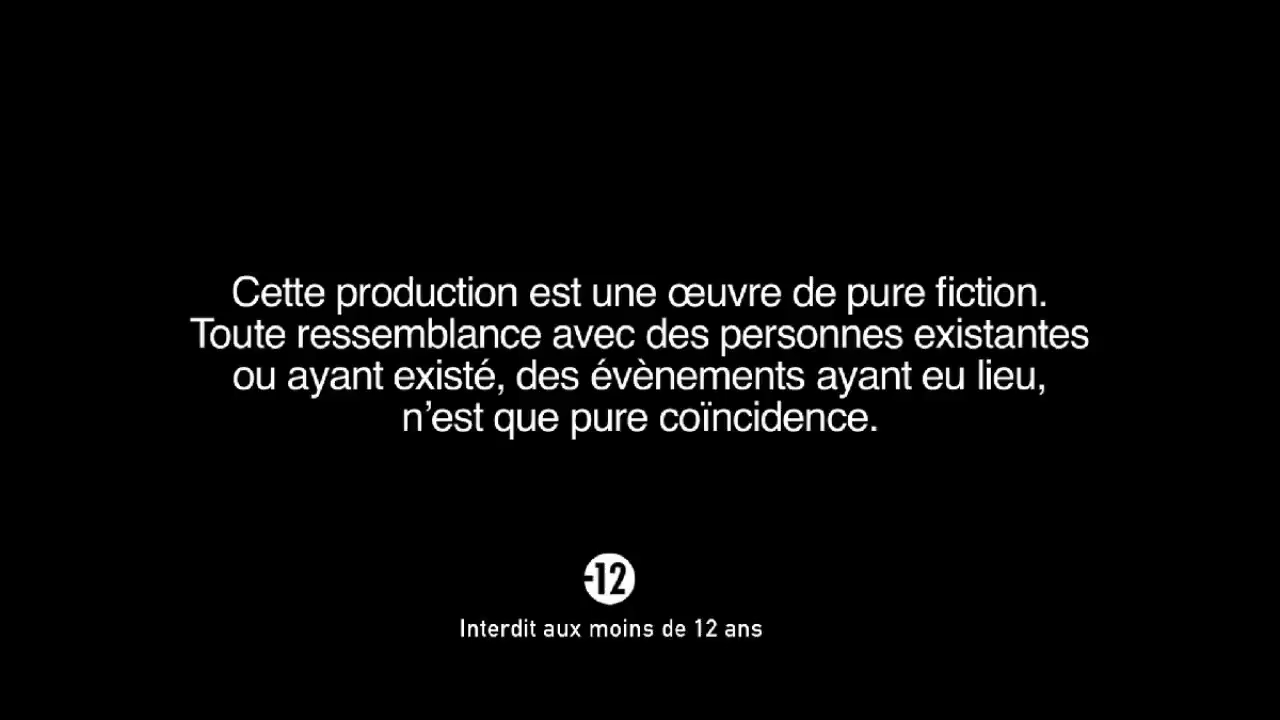 Cette production est une œuvre de pure fiction.
Toute ressemblance avec des personnes existantes
ou ayant existé, des évènements ayant eu lieu,
n’est que pure coïncidence.
-12
Interdit aux moins de 12 ans